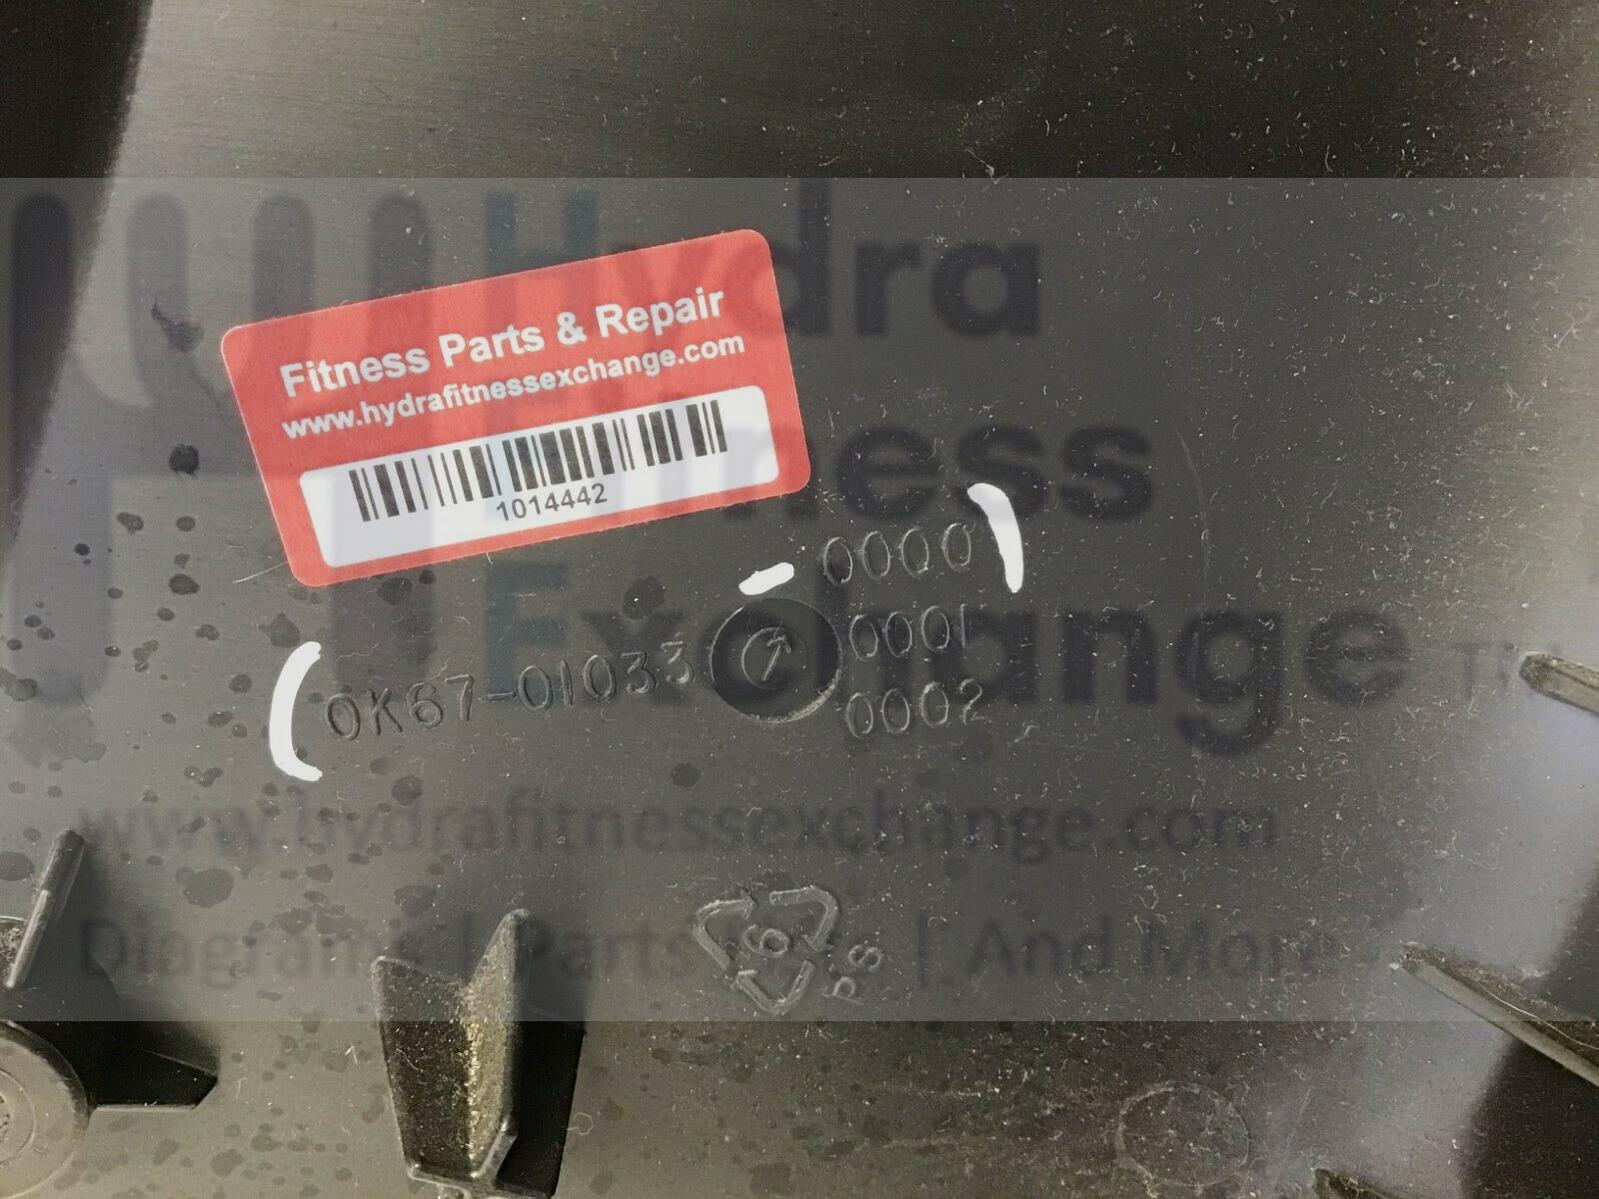 Hydra
Fitness
Exchange
Fitness Parts & Repair
www.hydrafitnessexchange.com
1014442
0000
0K67-01033 0001
0002
www.hydrafitnessexchange.com
Diagrams | Parts | And More
6
PS